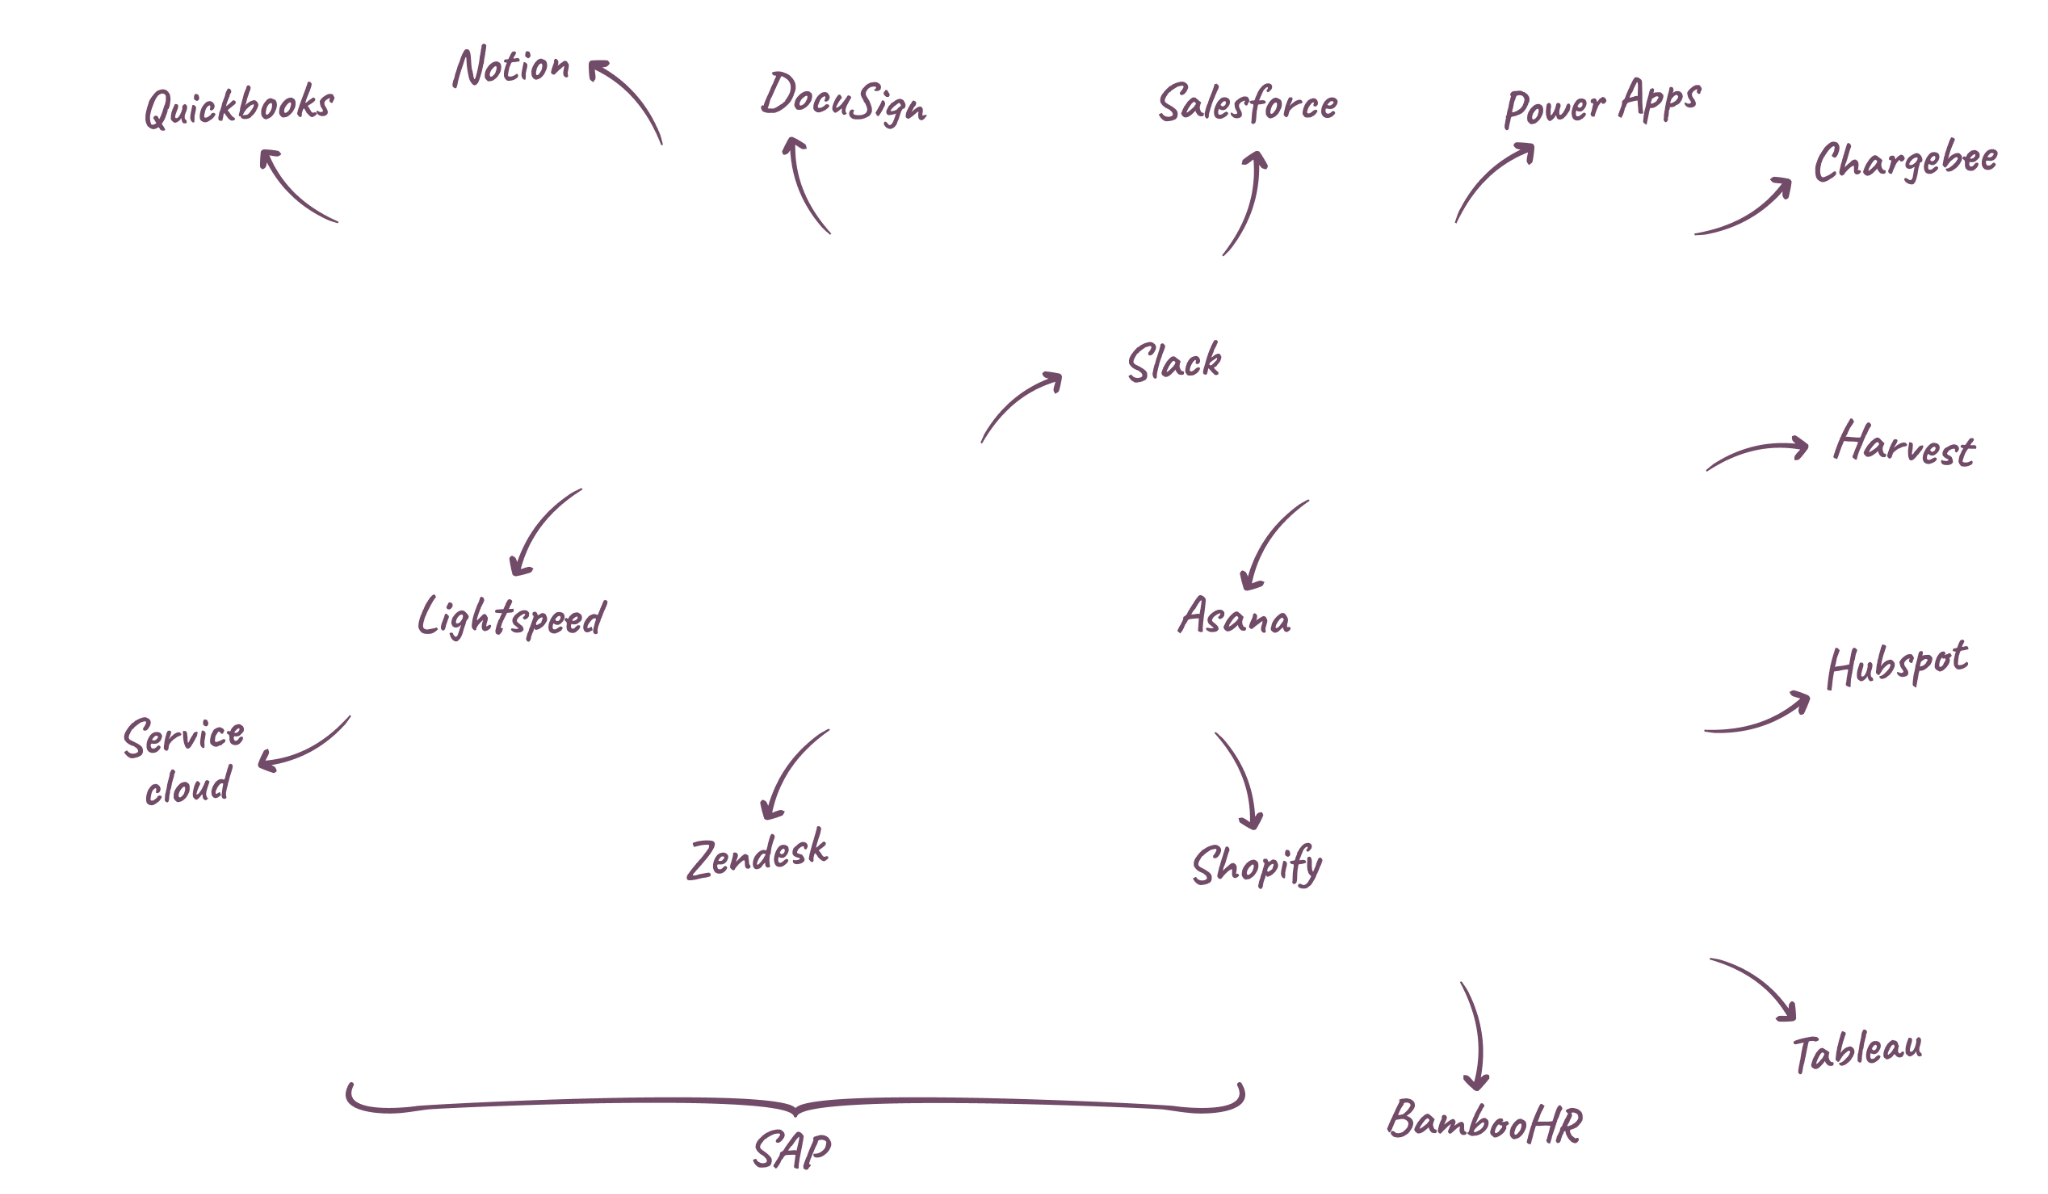 Notion
Quickbooks
DocuSign
Salesforce
Power Apps
Chargebee
Slack
Harvest
Lightspeed
Asana
Hubspot
Service
cloud
Zendesk
Shopify
Tableau
BambooHR
SAP